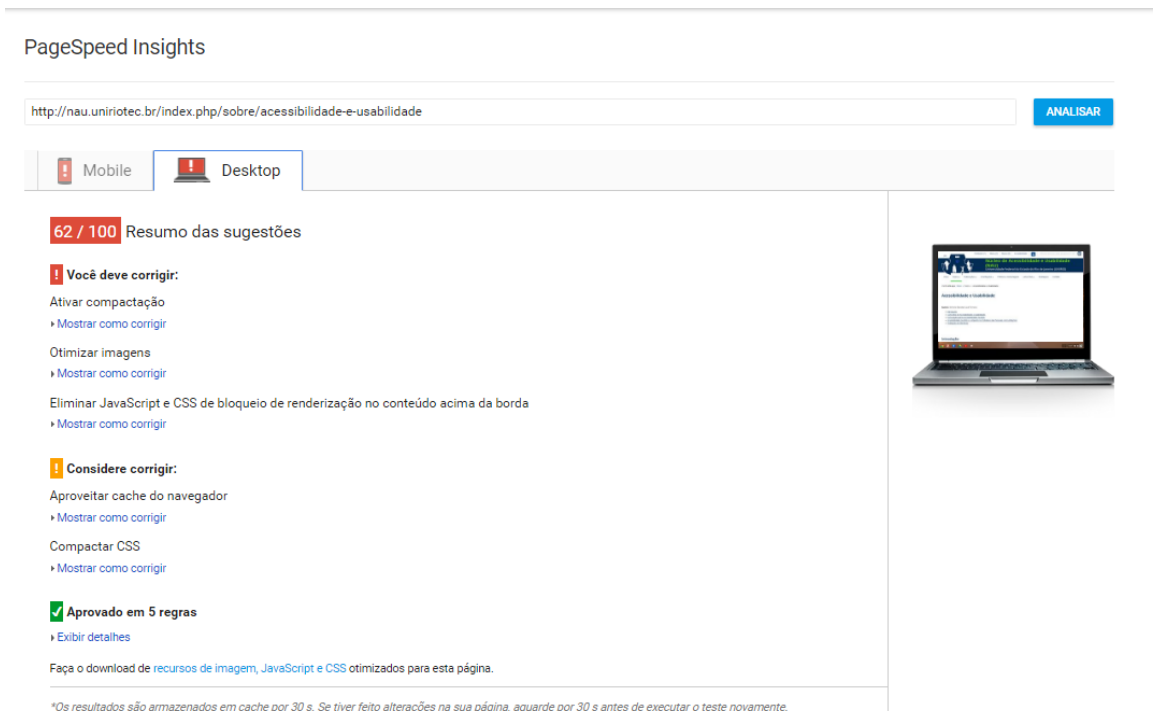 PageSpeed Insights
http://nau.uniriotec.br/index.php/sobre/acessibilidade-e-usabilidade
ANALISAR
Mobile
Desktop
62 / 100 Resumo das sugestões
! Você deve corrigir:
Ativar compactação
Mostrar como corrigir
Otimizar imagens
Mostrar como corrigir
Eliminar JavaScript e CSS de bloqueio de renderização no conteúdo acima da borda
Mostrar como corrigir
! Considere corrigir:
Aproveitar cache do navegador
Mostrar como corrigir
Compactar CSS
Mostrar como corrigir
Aprovado em 5 regras
Exibir detalhes
Faça o download de recursos de imagem, JavaScript e CSS otimizados para esta página.
*Os resultados são armazenados em cache por 30 s. Se tiver feito alterações na sua página, aguarde por 30 s antes de executar o teste novamente.
Acessibilidade e Usabilidade